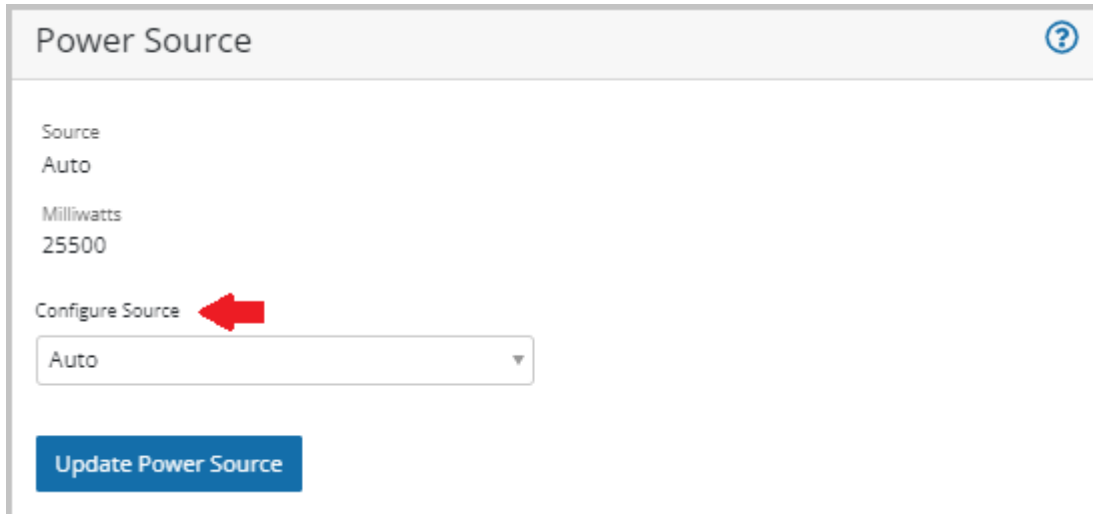 Power Source
Source
Auto
Milliwatts
25500
Configure Source
Auto
Update Power Source